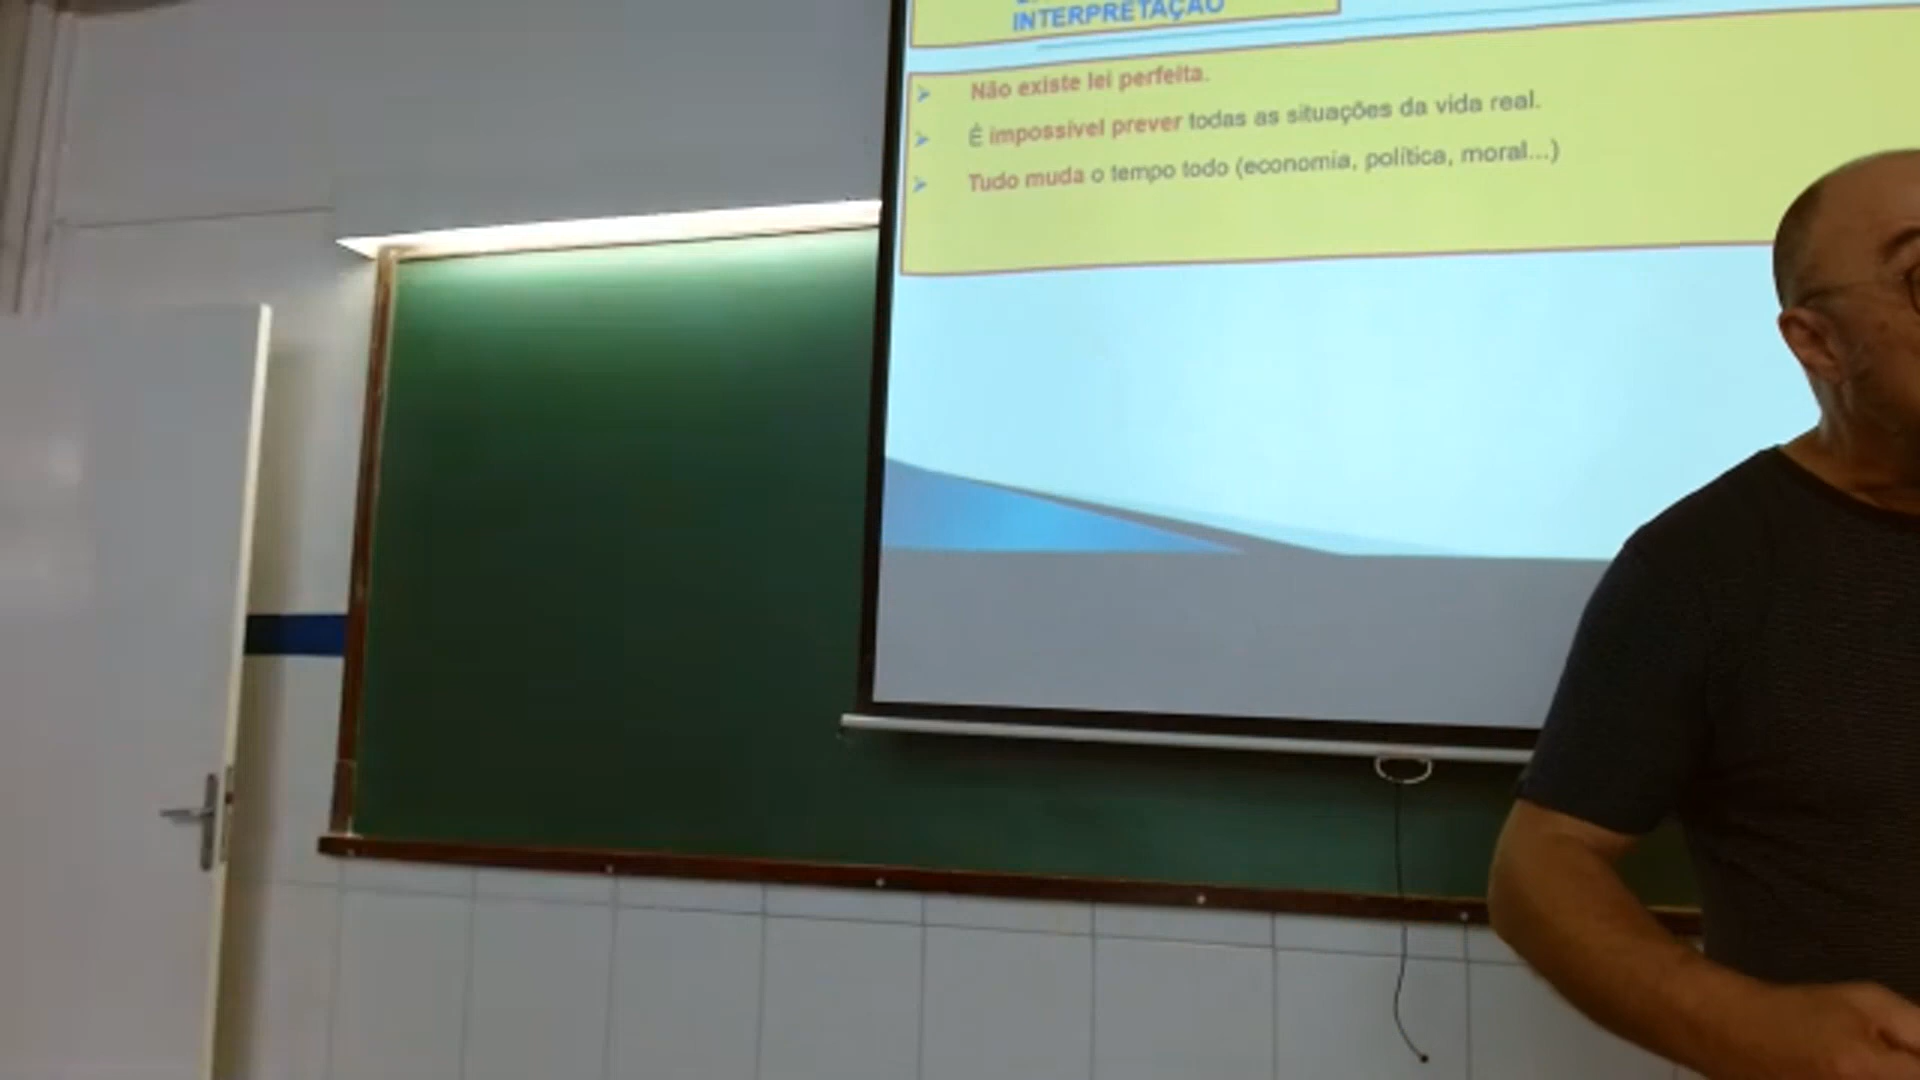 INTERPRETAÇÃO
Não existe lei perfeita.
É impossível prever todas as situações da vida real.
Tudo muda o tempo todo (economia, política, moral...)